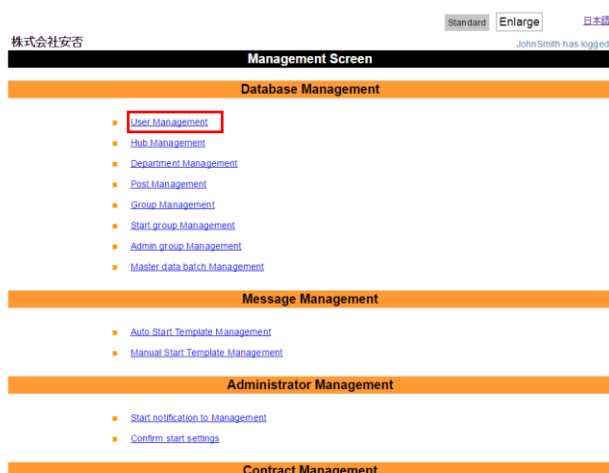 Standard Enlarge 日本語
株式会社安否 JohnSmith has logged
Management Screen
Database Management
User Management
Hub Management
Department Management
Post Management
Group Management
Start group Management
Admin group Management
Master data batch Management
Message Management
Auto Start Template Management
Manual Start Template Management
Administrator Management
Start notification to Management
Confirm start settings
Contract Management